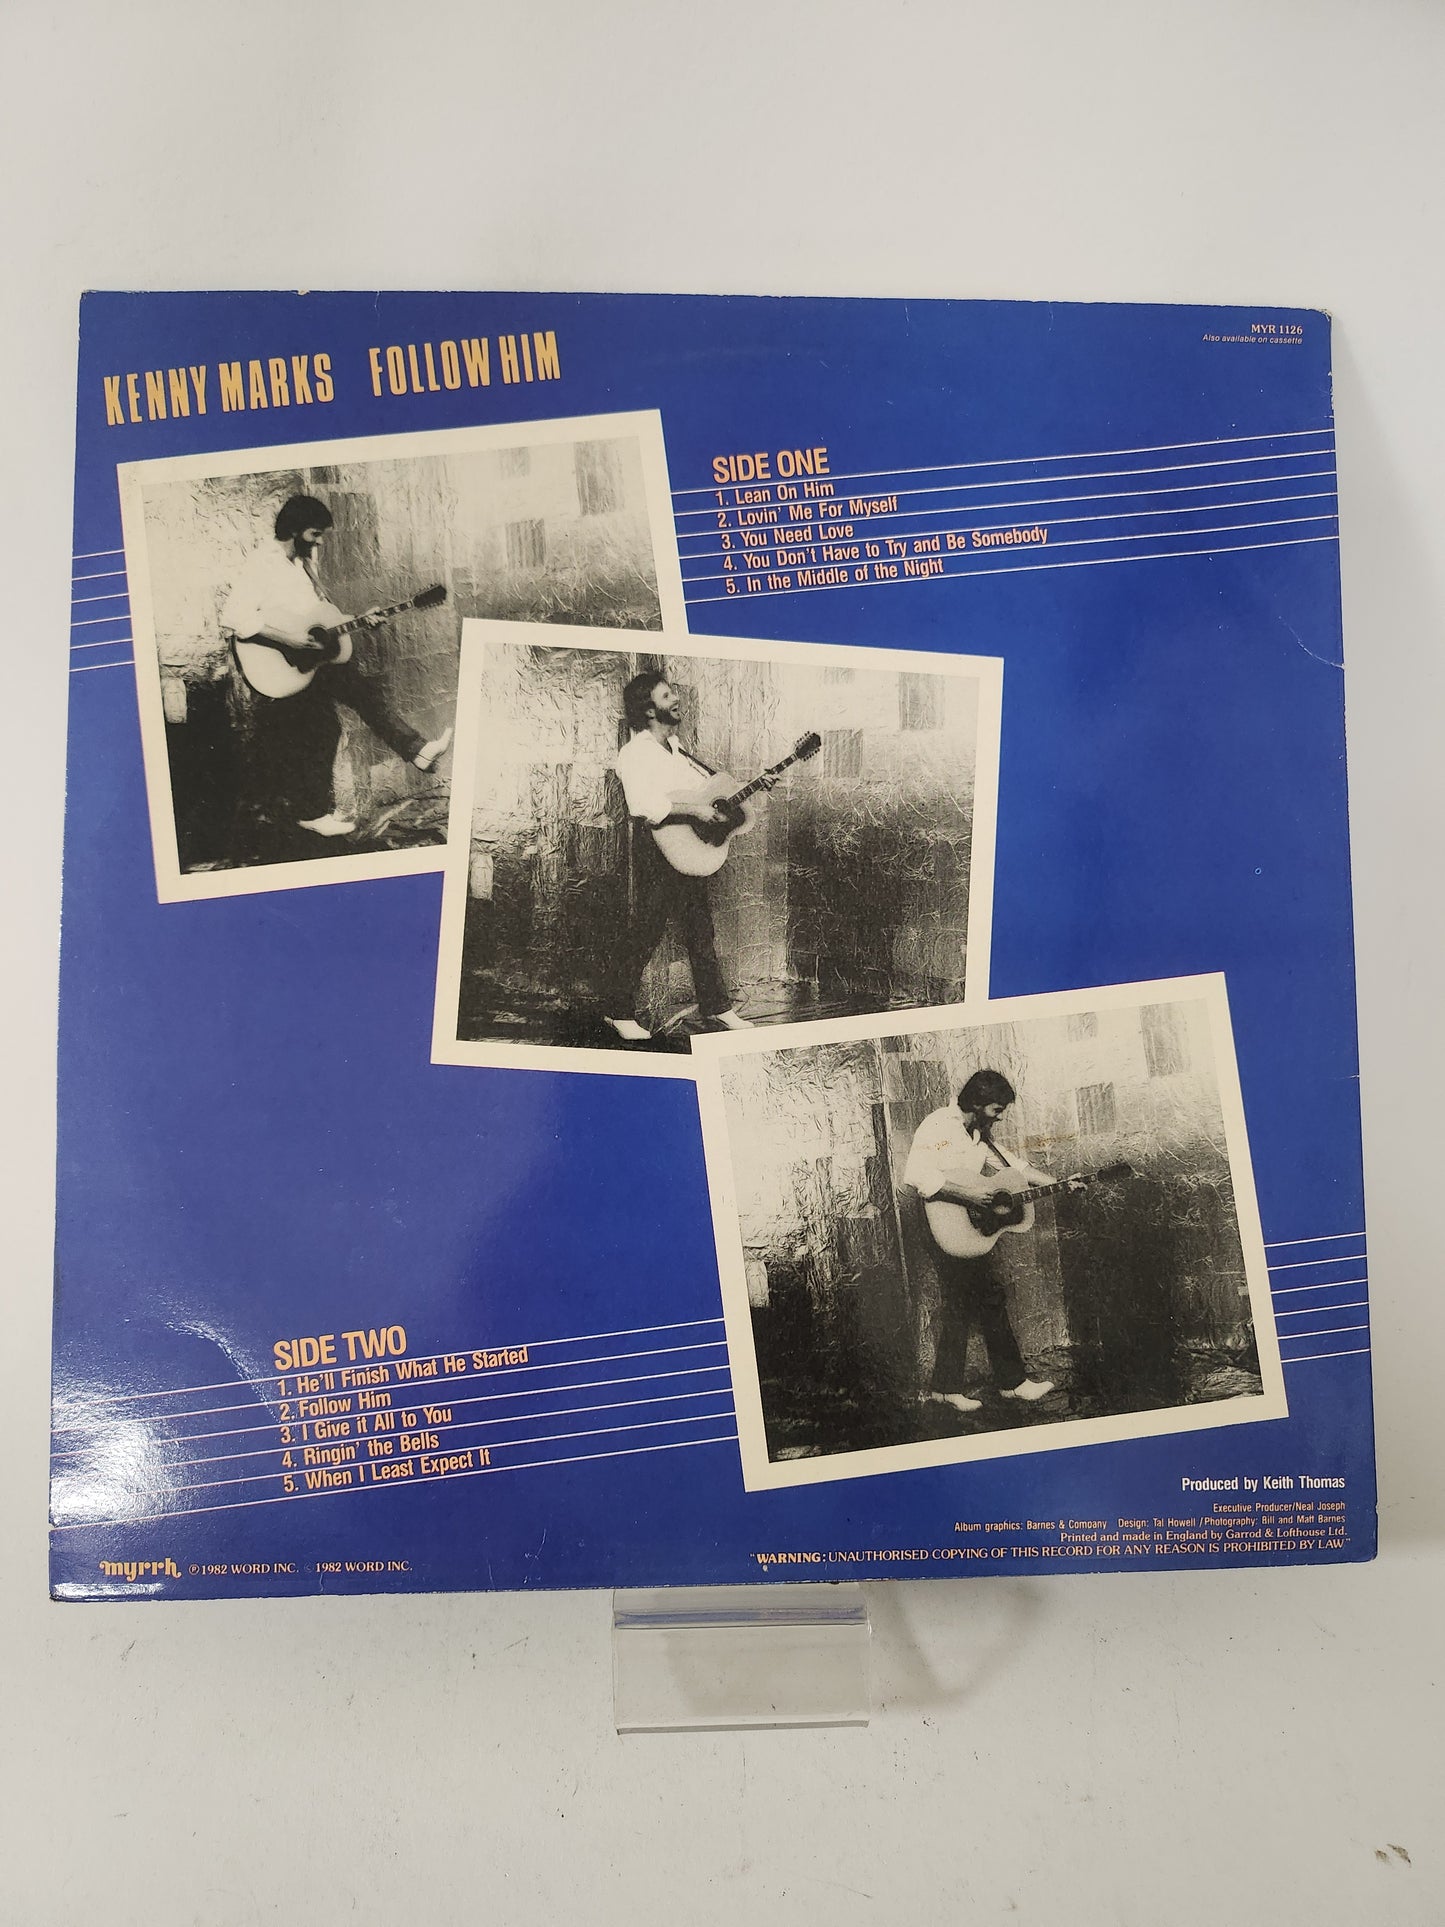 KENNY MARKS FOLLOW HIM
MYR 1126
Also available on cassette
SIDE ONE
1. Lean On Him
2. Lovin' Me For Myself
3. You Need Love
4. You Don't Have to Try and Be Somebody
5. In the Middle of the Night
SIDE TWO
1. He'll Finish What He Started
2. Follow Him
3. I Give it All to You
4. Ringin' the Bells
5. When I Least Expect It
Produced by Keith Thomas
Executive Producer/Neal Joseph
Album graphics: Barnes & Company Design: Tal Howell / Photography: Bill and Matt Barnes
Printed and made in England by Garrod & Lofthouse Ltd.
"WARNING: UNAUTHORISED COPYING OF THIS RECORD FOR ANY REASON IS PROHIBITED BY LAW"
myrrh ℗ 1982 WORD INC. © 1982 WORD INC.